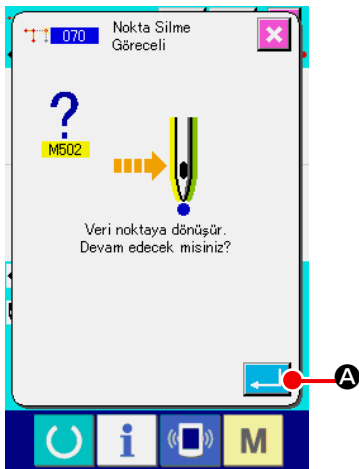 070
Nokta Silme
Göreceli
?
M502
Veri noktaya dönüşür.
Devam edecek misiniz?
A
i
M